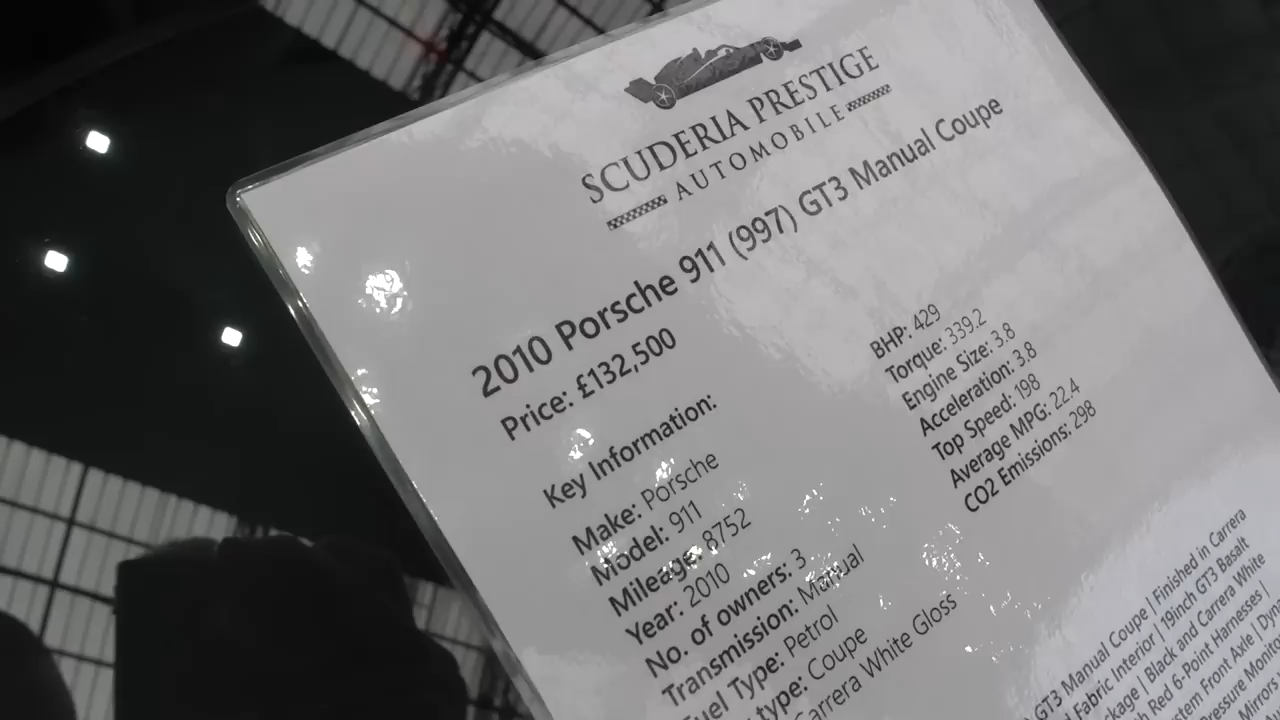 SCUDERIA PRESTIGE
AUTOMOBILE
2010 Porsche 911 (997) GT3 Manual Coupe
Price: £132,500
Key Information:
Make: Porsche
Model: 911
Mileage: 8752
Year: 2010
No. of owners: 3
Transmission: Manual
Fuel Type: Petrol
type: Coupe
Carrera White Gloss
BHP: 429
Torque: 339.2
Engine Size: 3.8
Acceleration: 3.8
Top Speed: 198
Average MPG: 22.4
CO2 Emissions: 298
GT3 Manual Coupe | Finished in Carrera
Fabric Interior | 19inch GT3 Basalt
| Black and Carrera White
Red 6-Point Harnesses |
Front Axle |
Mirrors